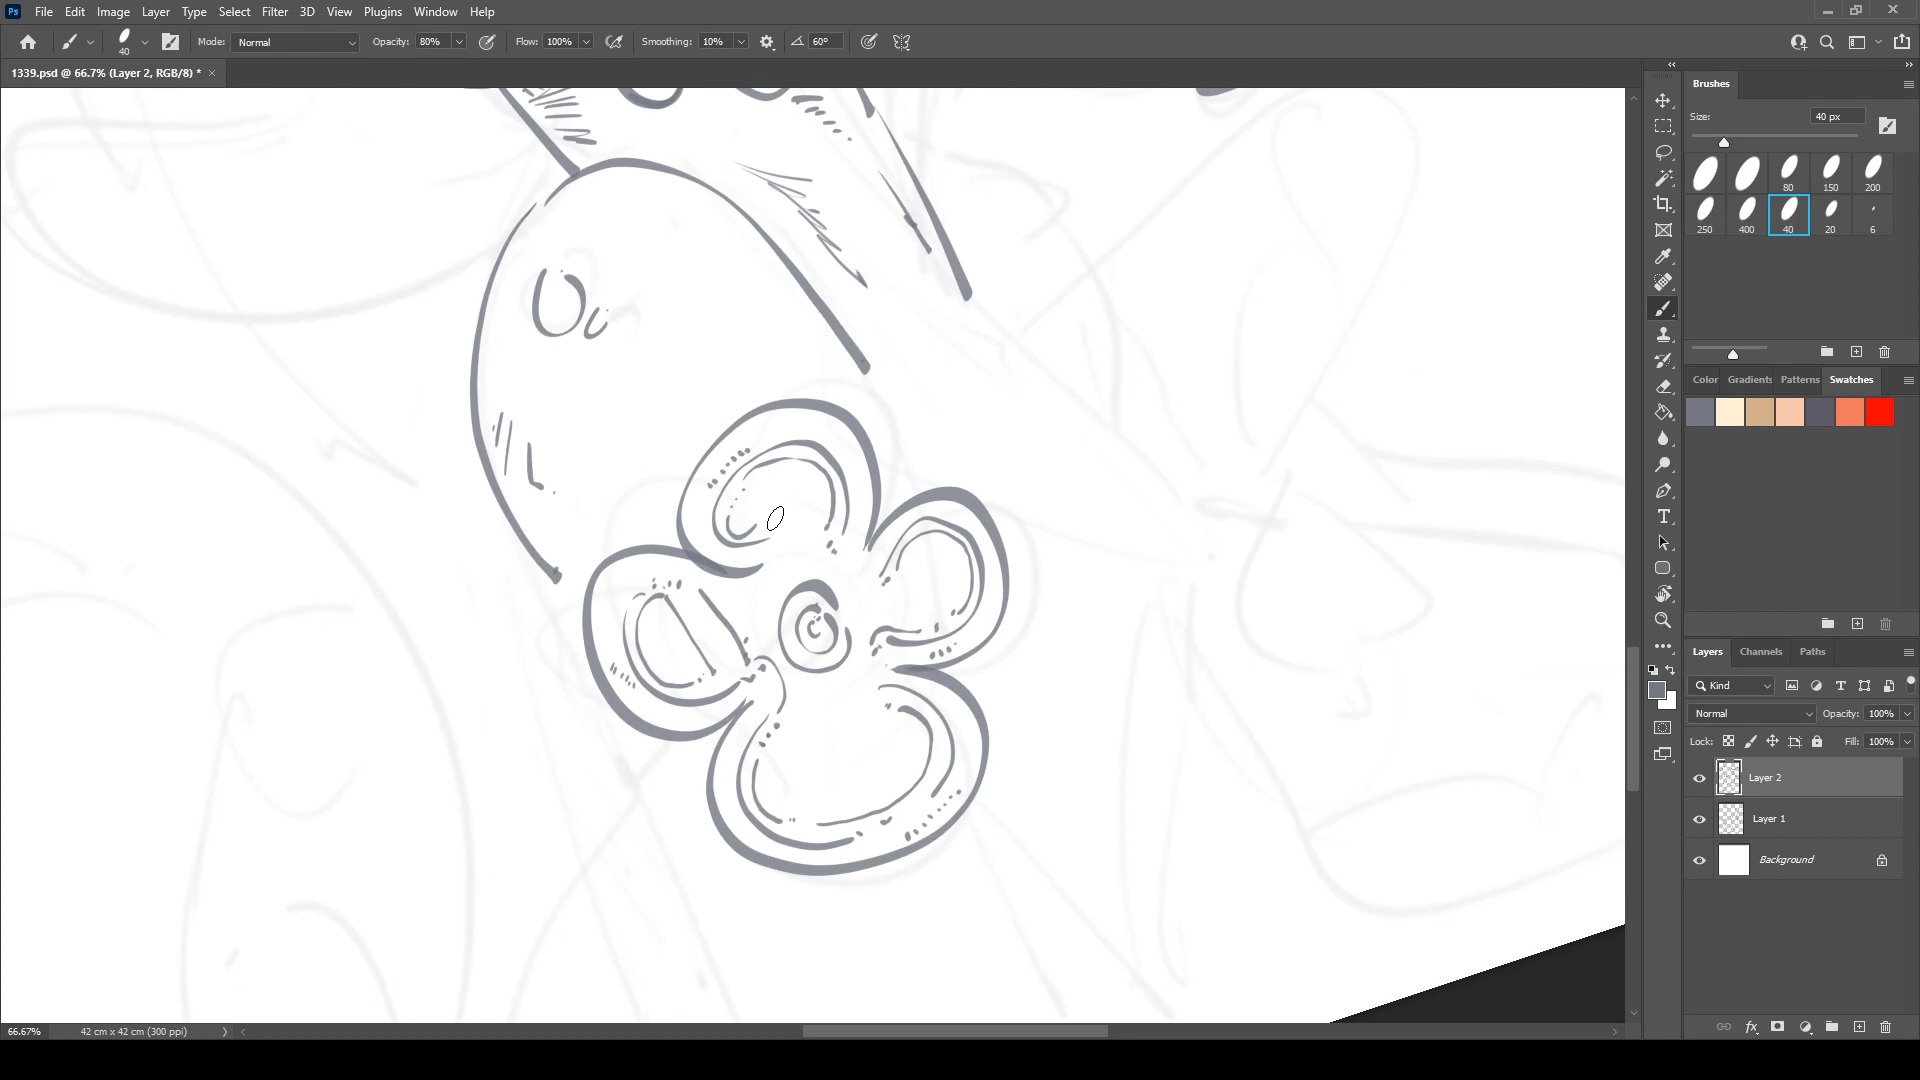 Ps File Edit Image Layer Type Select Filter 3D View Plugins Window Help
40 Mode: Normal Opacity: 80% Flow: 100% Smoothing: 10% 60°
1339.psd @ 66.7% (Layer 2, RGB/8) * ×
Brushes
Size: 40 px
80 150 200
250 400 40 20 6
Color Gradients Patterns Swatches
Layers Channels Paths
Kind
Normal Opacity: 100%
Lock: Fill: 100%
Layer 2
Layer 1
Background
66.67% 42 cm x 42 cm (300 ppi)